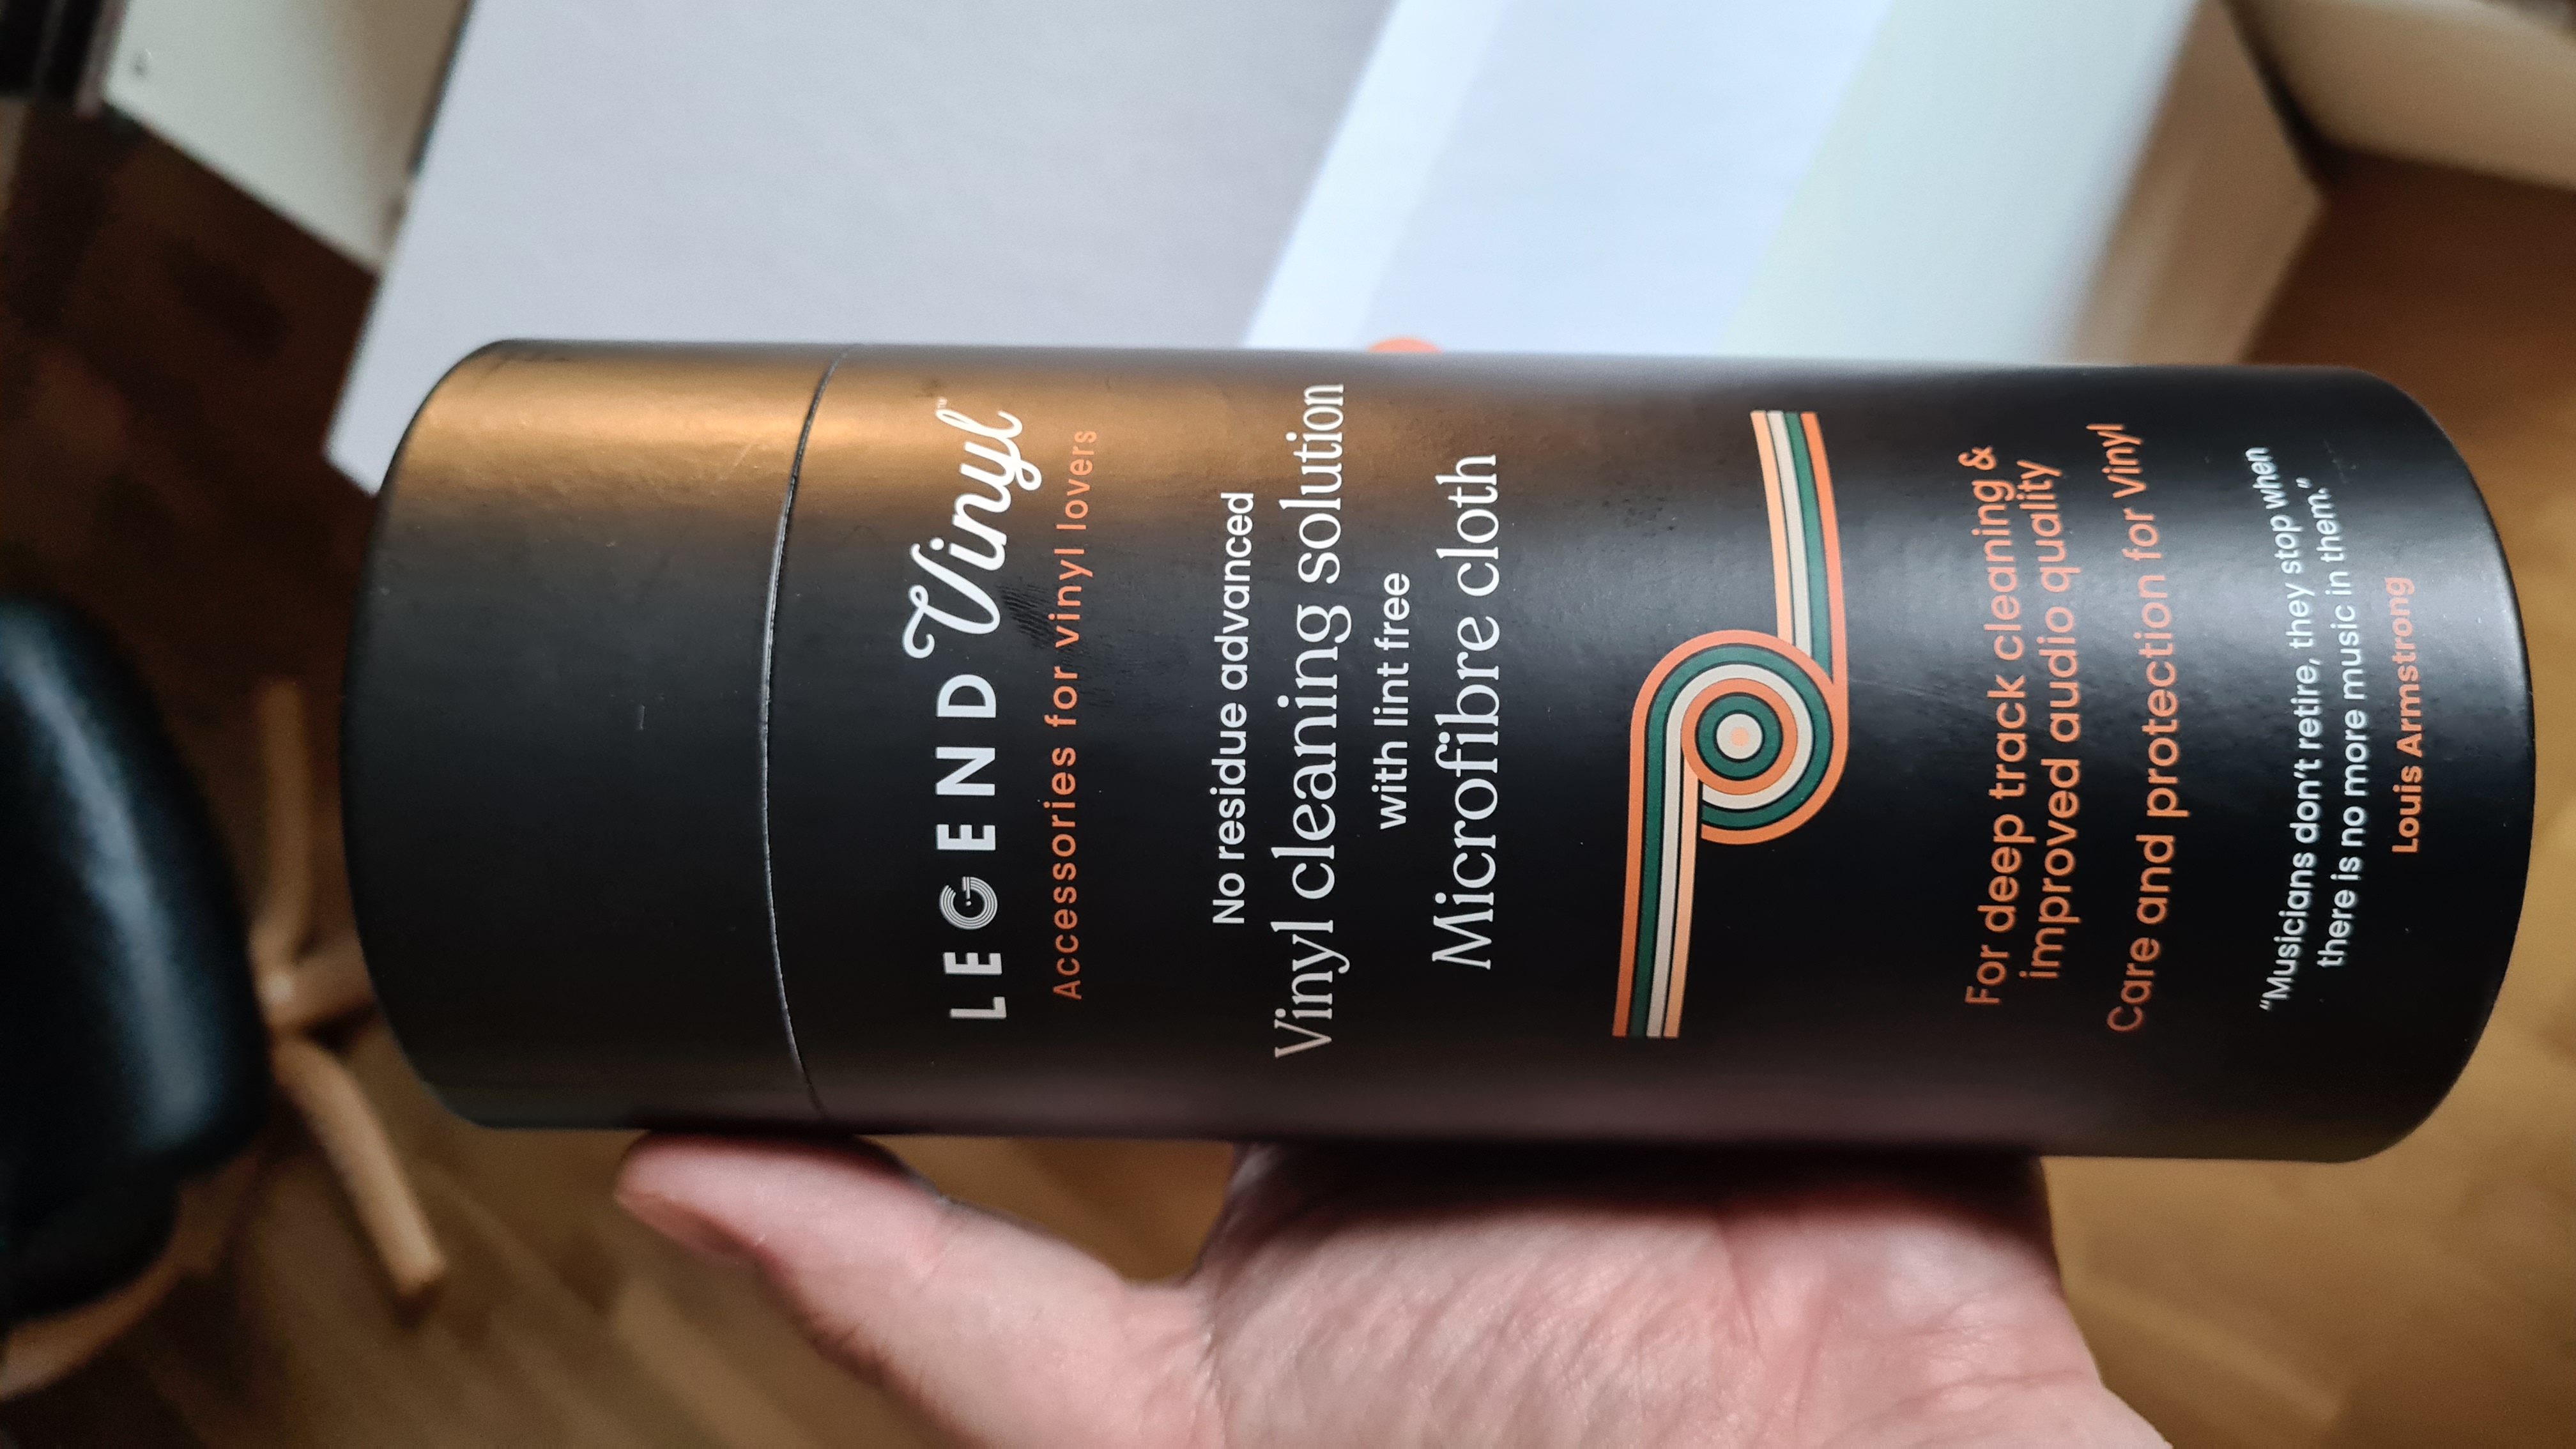 LEGEND Vinyl™
Accessories for vinyl lovers
No residue advanced
Vinyl cleaning solution
with lint free
Microfibre cloth
For deep track cleaning &
improved audio quality
Care and protection for vinyl
“Musicians don’t retire, they stop when
there is no more music in them.”
Louis Armstrong